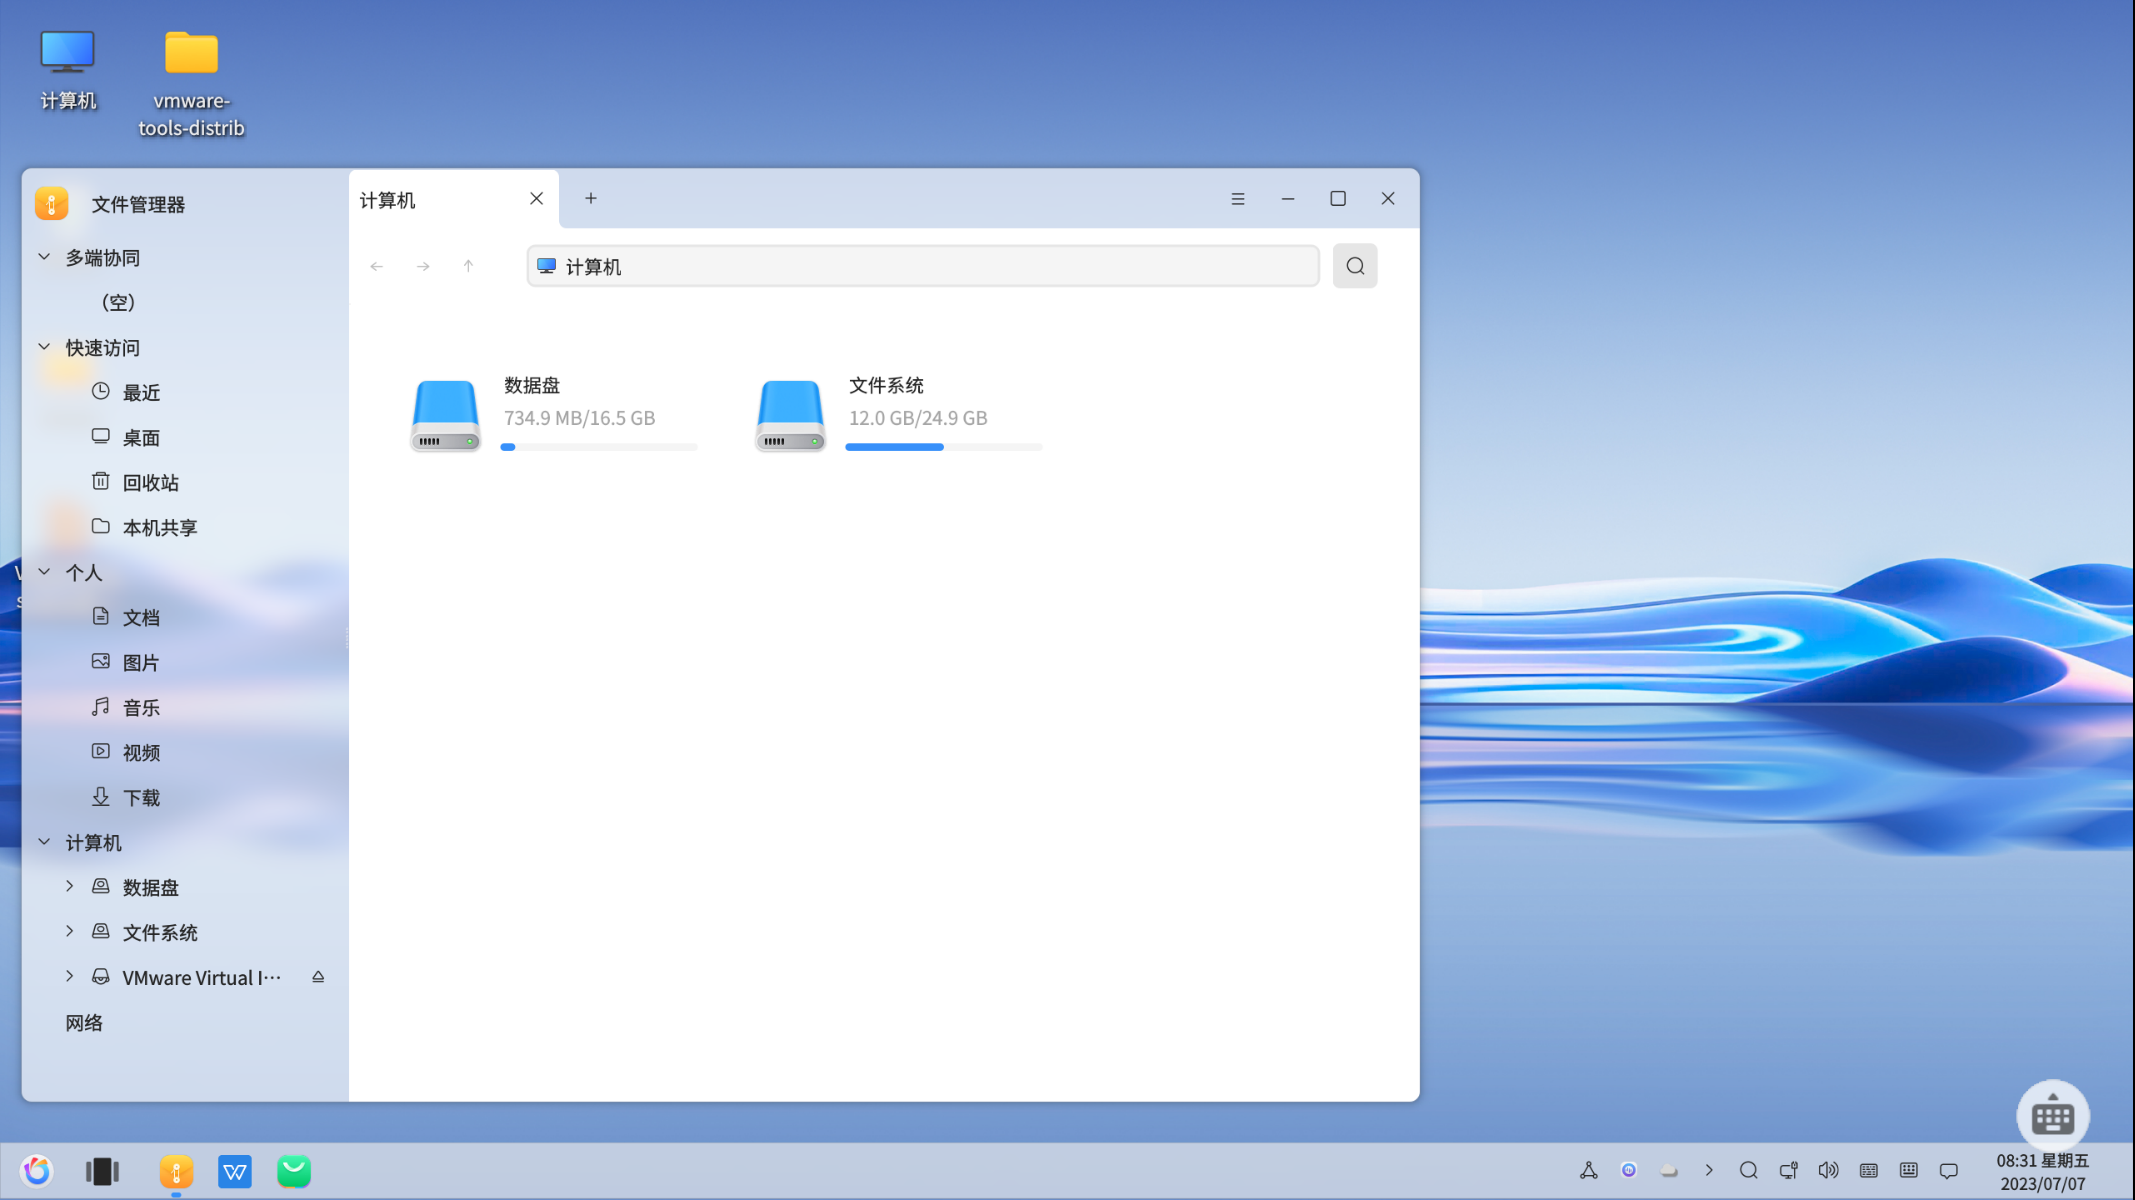 计算机
vmware-
tools-distrib
文件管理器
计算机
多端协同
（空）
计算机
快速访问
最近
桌面
回收站
本机共享
数据盘
734.9 MB/16.5 GB
文件系统
12.0 GB/24.9 GB
个人
文档
图片
音乐
视频
下载
计算机
数据盘
文件系统
VMware Virtual I···
网络
08:31 星期五
2023/07/07